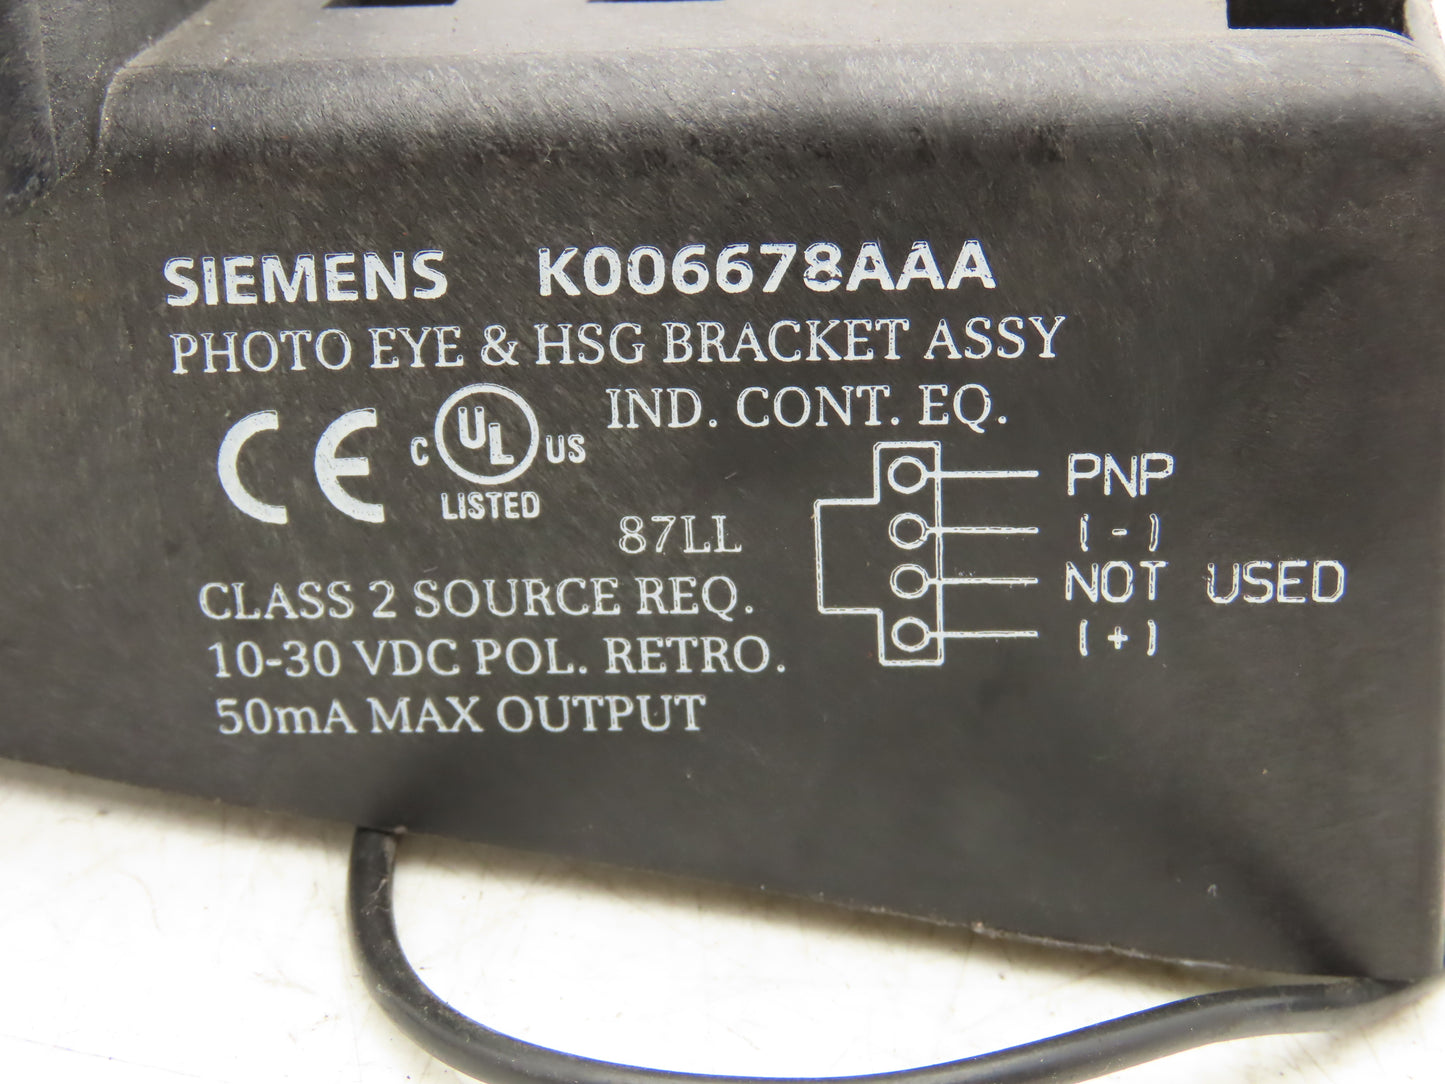 SIEMENS K006678AAA
PHOTO EYE & HSG BRACKET ASSY
CE C UL US LISTED
IND. CONT. EQ.
87LL
CLASS 2 SOURCE REQ.
10-30 VDC POL. RETRO.
50mA MAX OUTPUT
PNP
(-)
NOT USED
(+)